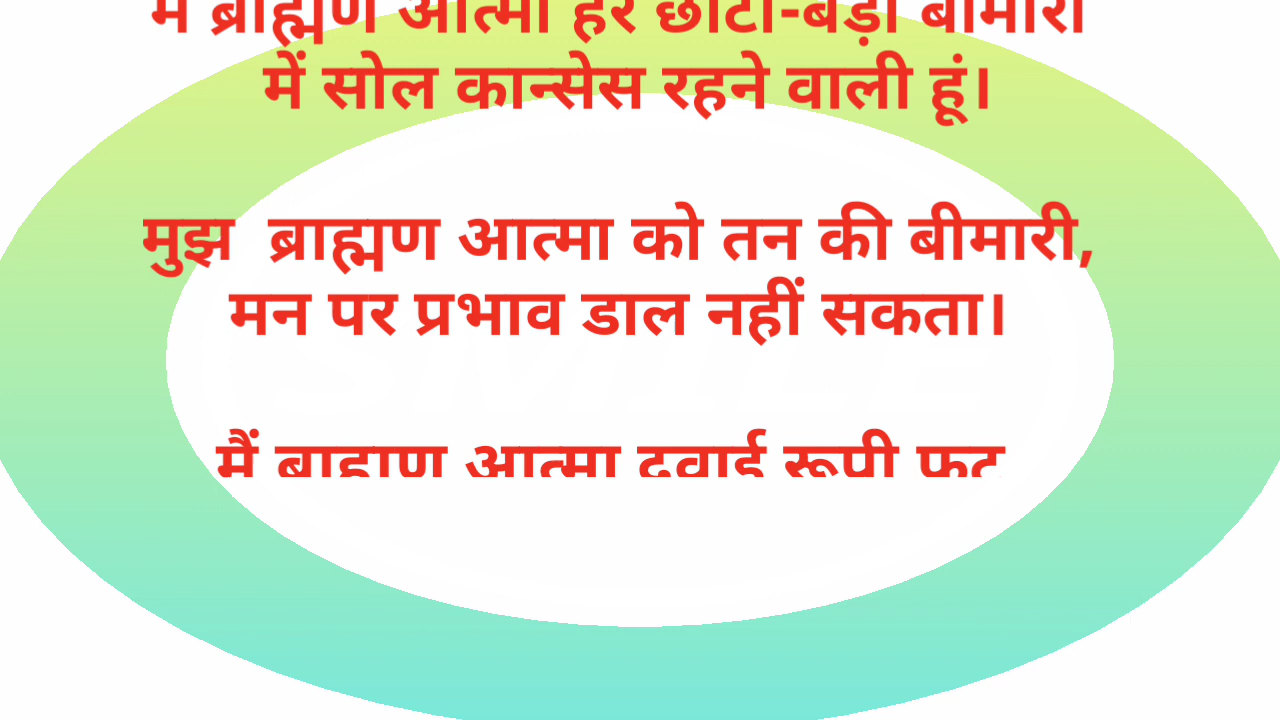 मैं ब्राह्मण आत्मा हर छोटी-बड़ी बीमारी
में सोल कान्सेस रहने वाली हूं।
मुझ ब्राह्मण आत्मा को तन की बीमारी,
मन पर प्रभाव डाल नहीं सकता।
मैं ब्राह्मण आत्मा दवाई रूपी